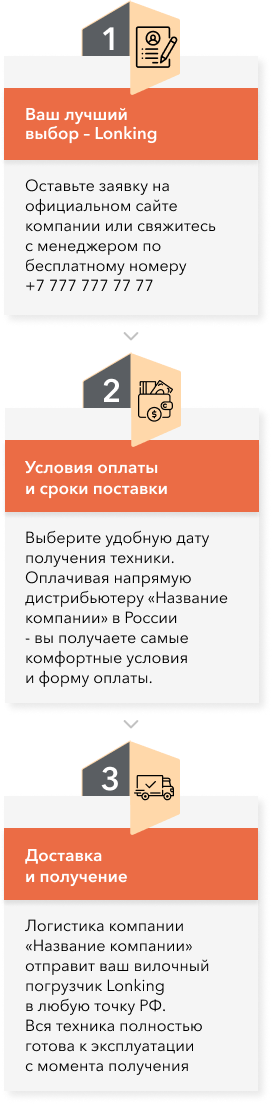 1
Ваш лучший
выбор – Lonking
Оставьте заявку на
официальном сайте
компании или свяжитесь
с менеджером по
бесплатному номеру
+7 777 777 77 77
2
Условия оплаты
и сроки поставки
Выберите удобную дату
получения техники.
Оплачивая напрямую
дистрибьютеру «Название
компании» в России
- вы получаете самые
комфортные условия
и форму оплаты.
3
Доставка
и получение
Логистика компании
«Название компании»
отправит ваш вилочный
погрузчик Lonking
в любую точку РФ.
Вся техника полностью
готова к эксплуатации
с момента получения